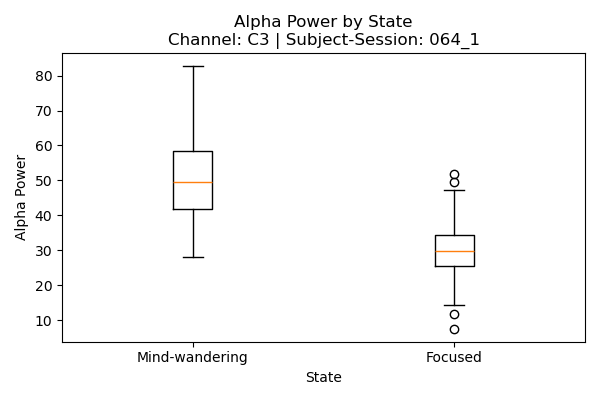 Alpha Power by State
Channel: C3 | Subject-Session: 064_1
80
70
60
50
40
30
20
10
Alpha Power
Mind-wandering
Focused
State